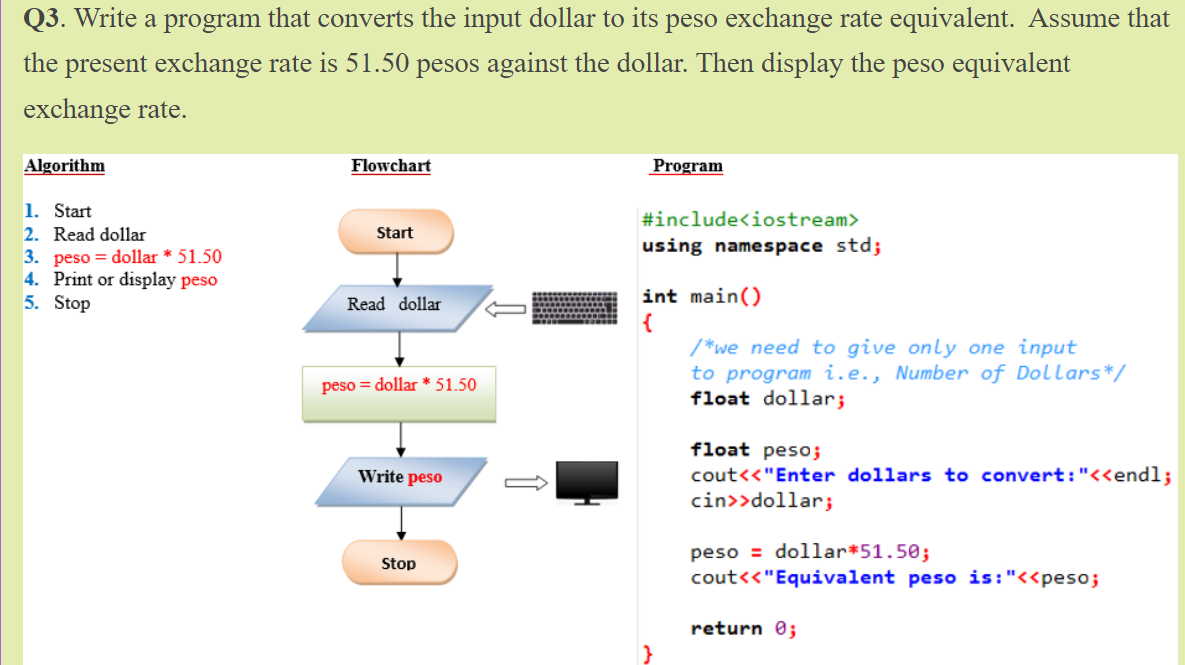 Q3. Write a program that converts the input dollar to its peso exchange rate equivalent. Assume that
the present exchange rate is 51.50 pesos against the dollar. Then display the peso equivalent
exchange rate.
Algorithm
1. Start
2. Read dollar
3. peso = dollar * 51.50
4. Print or display peso
5. Stop
Flowchart
Start
Read dollar
peso = dollar * 51.50
Write peso
Stop
Program
#include<iostream>
using namespace std;
int main()
{
/*we need to give only one input
to program i.e., Number of Dollars*/
float dollar;
float peso;
cout<<"Enter dollars to convert:"<<endl;
cin>>dollar;
peso = dollar*51.50;
cout<<"Equivalent peso is:"<<peso;
return 0;
}